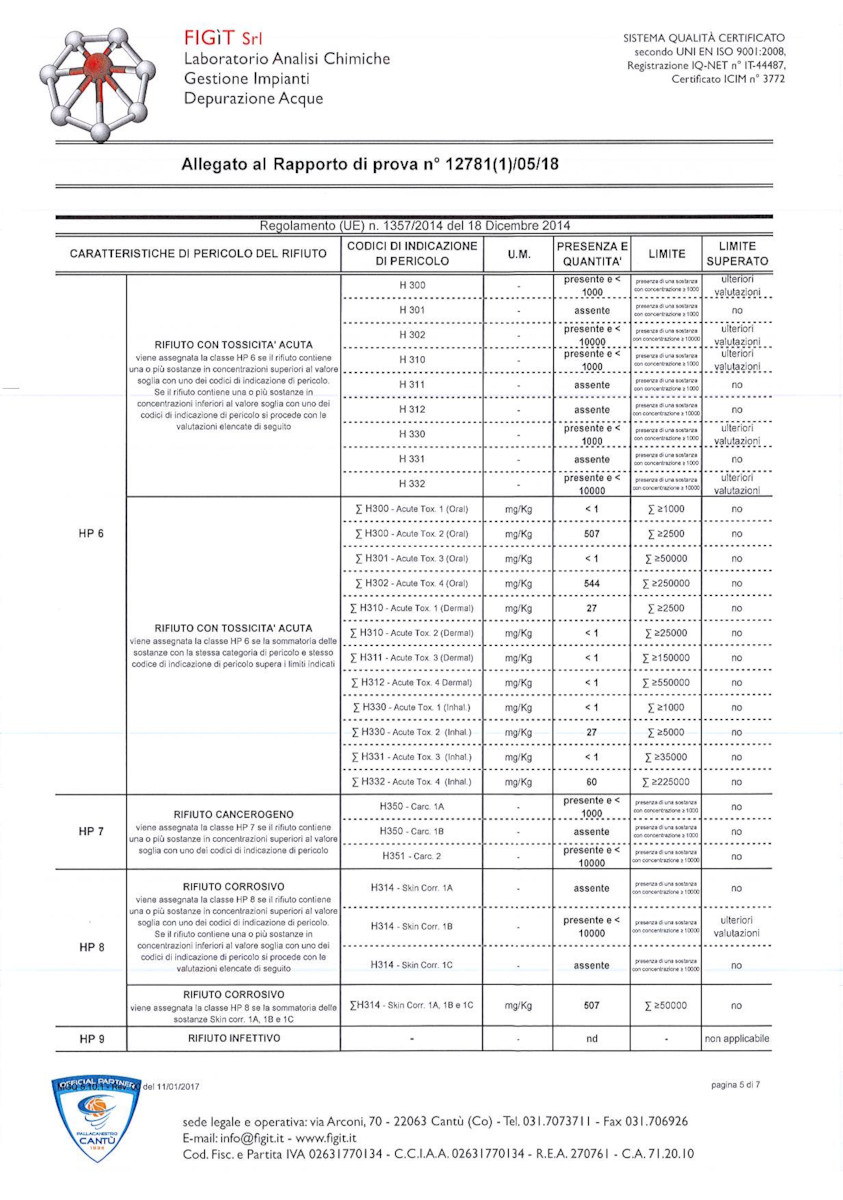 FIGìT Srl
Laboratorio Analisi Chimiche
Gestione Impianti
Depurazione Acque
SISTEMA QUALITÀ CERTIFICATO
secondo UNI EN ISO 9001:2008,
Registrazione IQ-NET n° IT-44487,
Certificato ICIM n° 3772
Allegato al Rapporto di prova n° 12781(1)/05/18
Regolamento (UE) n. 1357/2014 del 18 Dicembre 2014
CARATTERISTICHE DI PERICOLO DEL RIFIUTO
CODICI DI INDICAZIONE
DI PERICOLO
U.M.
PRESENZA E
QUANTITA'
LIMITE
LIMITE
SUPERATO
HP 6
RIFIUTO CON TOSSICITA' ACUTA
viene assegnata la classe HP 6 se il rifiuto contiene
una o più sostanze in concentrazioni superiori al valore
soglia con uno dei codici di indicazione di pericolo.
Se il rifiuto contiene una o più sostanze in
concentrazioni inferiori al valore soglia con uno dei
codici di indicazione di pericolo si procede con le
valutazioni elencate di seguito
H 300 - presente e < 1000 presenza di una sostanza con concentrazione ≥ 1000 ulteriori valutazioni
H 301 - assente presenza di una sostanza con concentrazione ≥ 1000 no
H 302 - presente e < 10000 presenza di una sostanza con concentrazione ≥ 10000 ulteriori valutazioni
H 310 - presente e < 1000 presenza di una sostanza con concentrazione ≥ 1000 ulteriori valutazioni
H 311 - assente presenza di una sostanza con concentrazione ≥ 1000 no
H 312 - assente presenza di una sostanza con concentrazione ≥ 10000 no
H 330 - presente e < 1000 presenza di una sostanza con concentrazione ≥ 1000 ulteriori valutazioni
H 331 - assente presenza di una sostanza con concentrazione ≥ 1000 no
H 332 - presente e < 10000 presenza di una sostanza con concentrazione ≥ 10000 ulteriori valutazioni
RIFIUTO CON TOSSICITA' ACUTA
viene assegnata la classe HP 6 se la sommatoria delle
sostanze con la stessa categoria di pericolo e stesso
codice di indicazione di pericolo supera i limiti indicati
∑ H300 - Acute Tox. 1 (Oral) mg/Kg < 1 ∑ ≥1000 no
∑ H300 - Acute Tox. 2 (Oral) mg/Kg 507 ∑ ≥2500 no
∑ H301 - Acute Tox. 3 (Oral) mg/Kg < 1 ∑ ≥50000 no
∑ H302 - Acute Tox. 4 (Oral) mg/Kg 544 ∑ ≥250000 no
∑ H310 - Acute Tox. 1 (Dermal) mg/Kg 27 ∑ ≥2500 no
∑ H310 - Acute Tox. 2 (Dermal) mg/Kg < 1 ∑ ≥25000 no
∑ H311 - Acute Tox. 3 (Dermal) mg/Kg < 1 ∑ ≥150000 no
∑ H312 - Acute Tox. 4 Dermal) mg/Kg < 1 ∑ ≥550000 no
∑ H330 - Acute Tox. 1 (Inhal.) mg/Kg < 1 ∑ ≥1000 no
∑ H330 - Acute Tox. 2 (Inhal.) mg/Kg 27 ∑ ≥5000 no
∑ H331 - Acute Tox. 3 (Inhal.) mg/Kg < 1 ∑ ≥35000 no
∑ H332 - Acute Tox. 4 (Inhal.) mg/Kg 60 ∑ ≥225000 no
HP 7
RIFIUTO CANCEROGENO
viene assegnata la classe HP 7 se il rifiuto contiene
una o più sostanze in concentrazioni superiori al valore
soglia con uno dei codici di indicazione di pericolo
H350 - Carc. 1A - presente e < 1000 presenza di una sostanza con concentrazione ≥ 1000 no
H350 - Carc. 1B - assente presenza di una sostanza con concentrazione ≥ 1000 no
H351 - Carc. 2 - presente e < 10000 presenza di una sostanza con concentrazione ≥ 10000 no
HP 8
RIFIUTO CORROSIVO
viene assegnata la classe HP 8 se il rifiuto contiene
una o più sostanze in concentrazioni superiori al valore
soglia con uno dei codici di indicazione di pericolo.
Se il rifiuto contiene una o più sostanze in
concentrazioni inferiori al valore soglia con uno dei
codici di indicazione di pericolo si procede con le
valutazioni elencate di seguito
H314 - Skin Corr. 1A - assente presenza di una sostanza con concentrazione ≥ 10000 no
H314 - Skin Corr. 1B - presente e < 10000 presenza di una sostanza con concentrazione ≥ 10000 ulteriori valutazioni
H314 - Skin Corr. 1C - assente presenza di una sostanza con concentrazione ≥ 10000 no
RIFIUTO CORROSIVO
viene assegnata la classe HP 8 se la sommatoria delle
sostanze Skin corr. 1A, 1B e 1C
∑H314 - Skin Corr. 1A, 1B e 1C mg/Kg 507 ∑ ≥50000 no
HP 9 RIFIUTO INFETTIVO - - nd - non applicabile
OFFICIAL PARTNER
PALLACANESTRO
CANTÙ
del 11/01/2017
pagina 5 di 7
sede legale e operativa: via Arconi, 70 - 22063 Cantù (Co) - Tel. 031.7073711 - Fax 031.706926
E-mail: info@figit.it - www.figit.it
Cod. Fisc. e Partita IVA 02631770134 - C.C.I.A.A. 02631770134 - R.E.A. 270761 - C.A. 71.20.10